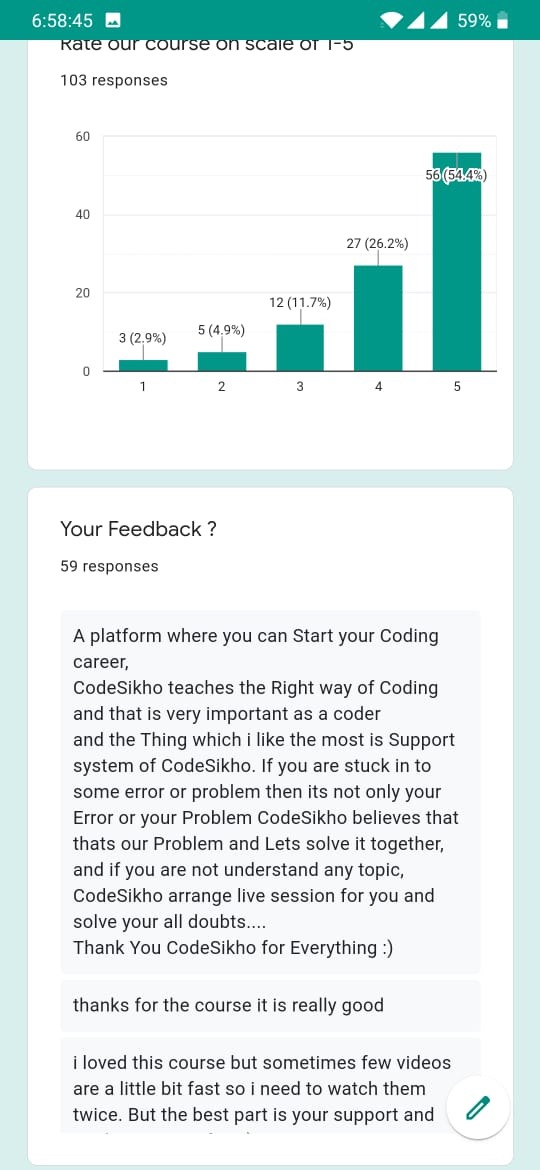 6:58:45
59%
Rate our course on scale of 1-5
103 responses
60
40
20
0
3 (2.9%)
5 (4.9%)
12 (11.7%)
27 (26.2%)
56 (54.4%)
1 2 3 4 5
Your Feedback ?
59 responses
A platform where you can Start your Coding
career,
CodeSikho teaches the Right way of Coding
and that is very important as a coder
and the Thing which i like the most is Support
system of CodeSikho. If you are stuck in to
some error or problem then its not only your
Error or your Problem CodeSikho believes that
thats our Problem and Lets solve it together,
and if you are not understand any topic,
CodeSikho arrange live session for you and
solve your all doubts....
Thank You CodeSikho for Everything :)
thanks for the course it is really good
i loved this course but sometimes few videos
are a little bit fast so i need to watch them
twice. But the best part is your support and